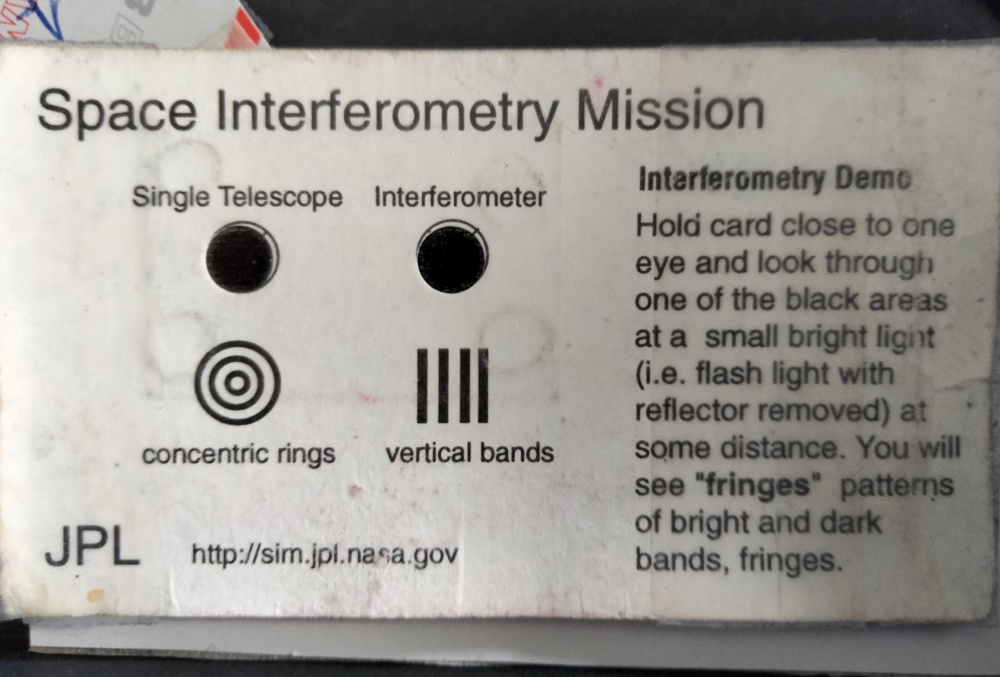 Space Interferometry Mission
Single Telescope
Interferometer
concentric rings
vertical bands
JPL
http://sim.jpl.nasa.gov
Interferometry Demo
Hold card close to one
eye and look through
one of the black areas
at a small bright light
(i.e. flash light with
reflector removed) at
some distance. You will
see "fringes" patterns
of bright and dark
bands, fringes.